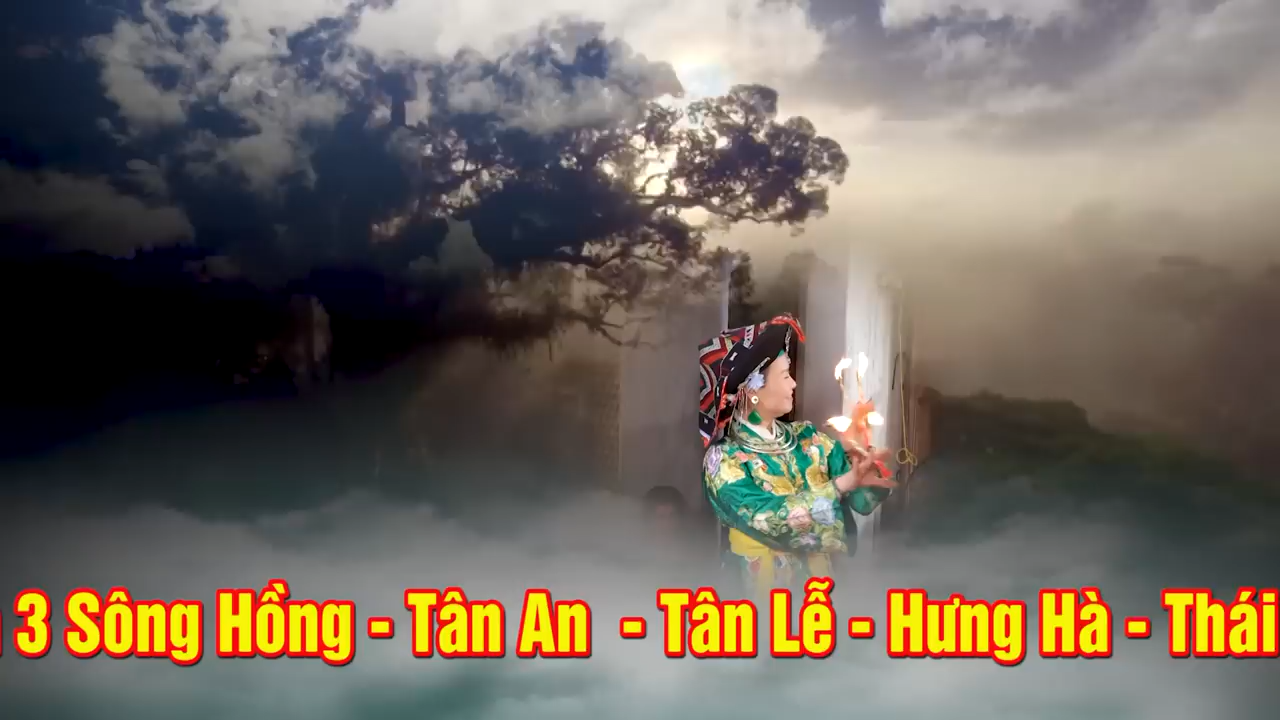 3 Sông Hồng - Tân An - Tân Lễ - Hưng Hà - Thái